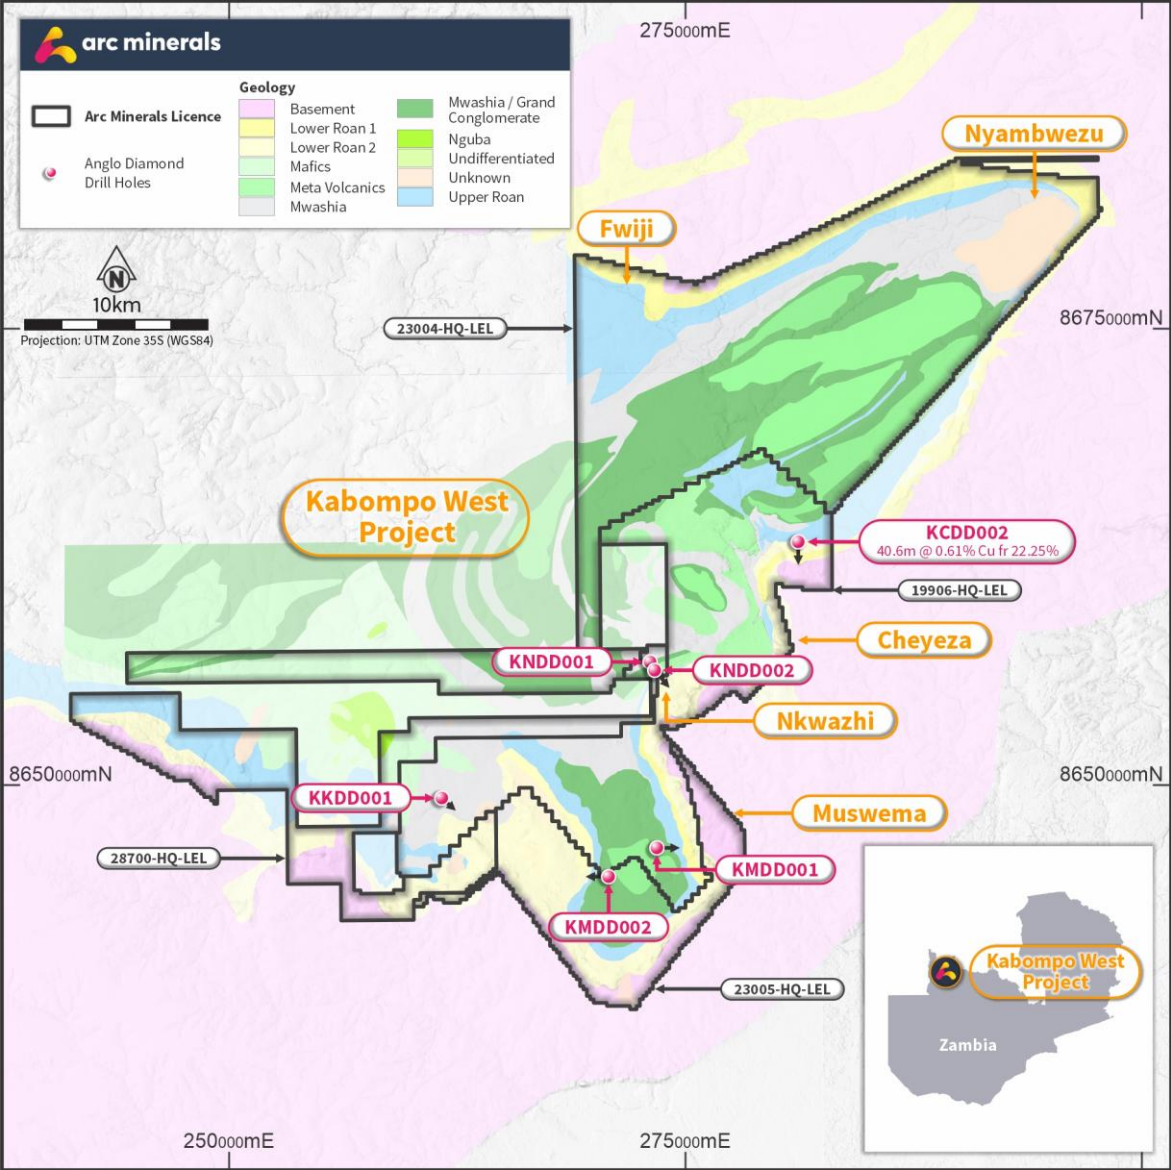 275000mE
arc minerals
Geology
Arc Minerals Licence
Anglo Diamond
Drill Holes
Basement
Lower Roan 1
Lower Roan 2
Mafics
Meta Volcanics
Mwashia
Mwashia / Grand
Conglomerate
Nguba
Undifferentiated
Unknown
Upper Roan
Nyambwezu
Fwiji
N
10km
Projection: UTM Zone 35S (WGS84)
23004-HQ-LEL
8675000mN
Kabompo West
Project
KCDD002
40.6m @ 0.61% Cu fr 22.25%
19906-HQ-LEL
Cheyeza
KNDD001
KNDD002
Nkwazhi
8650000mN
8650000mN
KKDD001
Muswema
28700-HQ-LEL
KMDD001
KMDD002
23005-HQ-LEL
Kabompo West
Project
Zambia
250000mE
275000mE